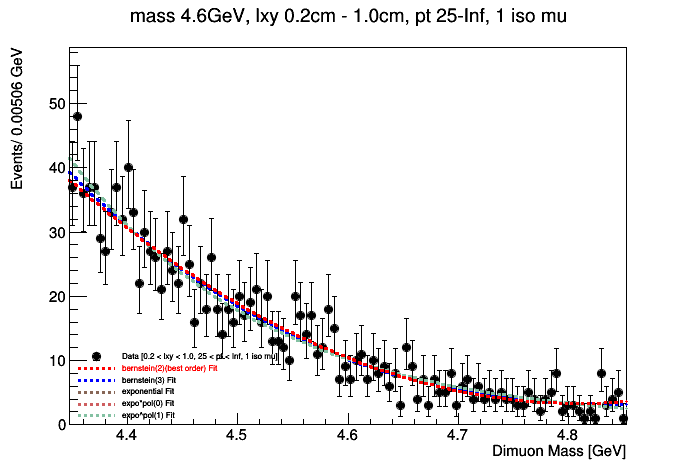 mass 4.6GeV, lxy 0.2cm - 1.0cm, pt 25-Inf, 1 iso mu
Events/ 0.00506 GeV
50
40
30
20
10
0
Data [0.2 < lxy < 1.0, 25 < pt < Inf, 1 iso mu]
bernstein(2)(best order) Fit
bernstein(3) Fit
exponential Fit
expo*pol(0) Fit
expo*pol(1) Fit
4.4 4.5 4.6 4.7 4.8
Dimuon Mass [GeV]